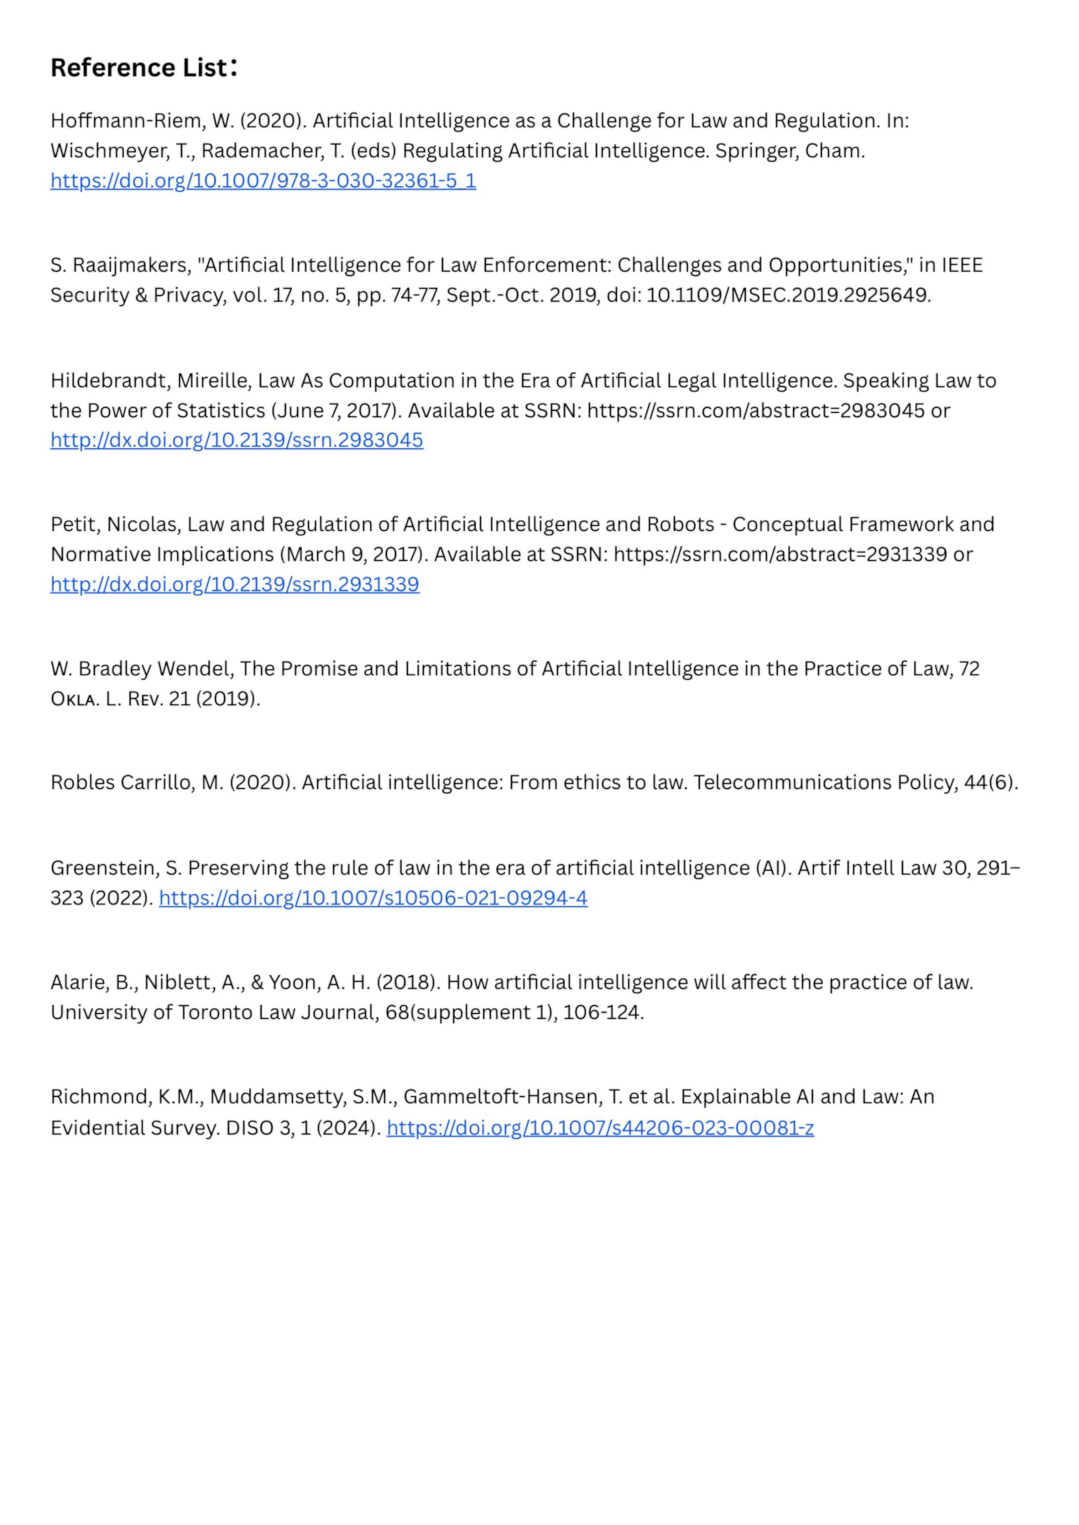 Reference List:
Hoffmann-Riem, W. (2020). Artificial Intelligence as a Challenge for Law and Regulation. In:
Wischmeyer, T., Rademacher, T. (eds) Regulating Artificial Intelligence. Springer, Cham.
https://doi.org/10.1007/978-3-030-32361-5_1
S. Raaijmakers, "Artificial Intelligence for Law Enforcement: Challenges and Opportunities," in IEEE
Security & Privacy, vol. 17, no. 5, pp. 74-77, Sept.-Oct. 2019, doi: 10.1109/MSEC.2019.2925649.
Hildebrandt, Mireille, Law As Computation in the Era of Artificial Legal Intelligence. Speaking Law to
the Power of Statistics (June 7, 2017). Available at SSRN: https://ssrn.com/abstract=2983045 or
http://dx.doi.org/10.2139/ssrn.2983045
Petit, Nicolas, Law and Regulation of Artificial Intelligence and Robots - Conceptual Framework and
Normative Implications (March 9, 2017). Available at SSRN: https://ssrn.com/abstract=2931339 or
http://dx.doi.org/10.2139/ssrn.2931339
W. Bradley Wendel, The Promise and Limitations of Artificial Intelligence in the Practice of Law, 72
OKLA. L. REV. 21 (2019).
Robles Carrillo, M. (2020). Artificial intelligence: From ethics to law. Telecommunications Policy, 44(6).
Greenstein, S. Preserving the rule of law in the era of artificial intelligence (AI). Artif Intell Law 30, 291–
323 (2022). https://doi.org/10.1007/s10506-021-09294-4
Alarie, B., Niblett, A., & Yoon, A. H. (2018). How artificial intelligence will affect the practice of law.
University of Toronto Law Journal, 68(supplement 1), 106-124.
Richmond, K.M., Muddamsetty, S.M., Gammeltoft-Hansen, T. et al. Explainable AI and Law: An
Evidential Survey. DISO 3, 1 (2024). https://doi.org/10.1007/s44206-023-00081-z